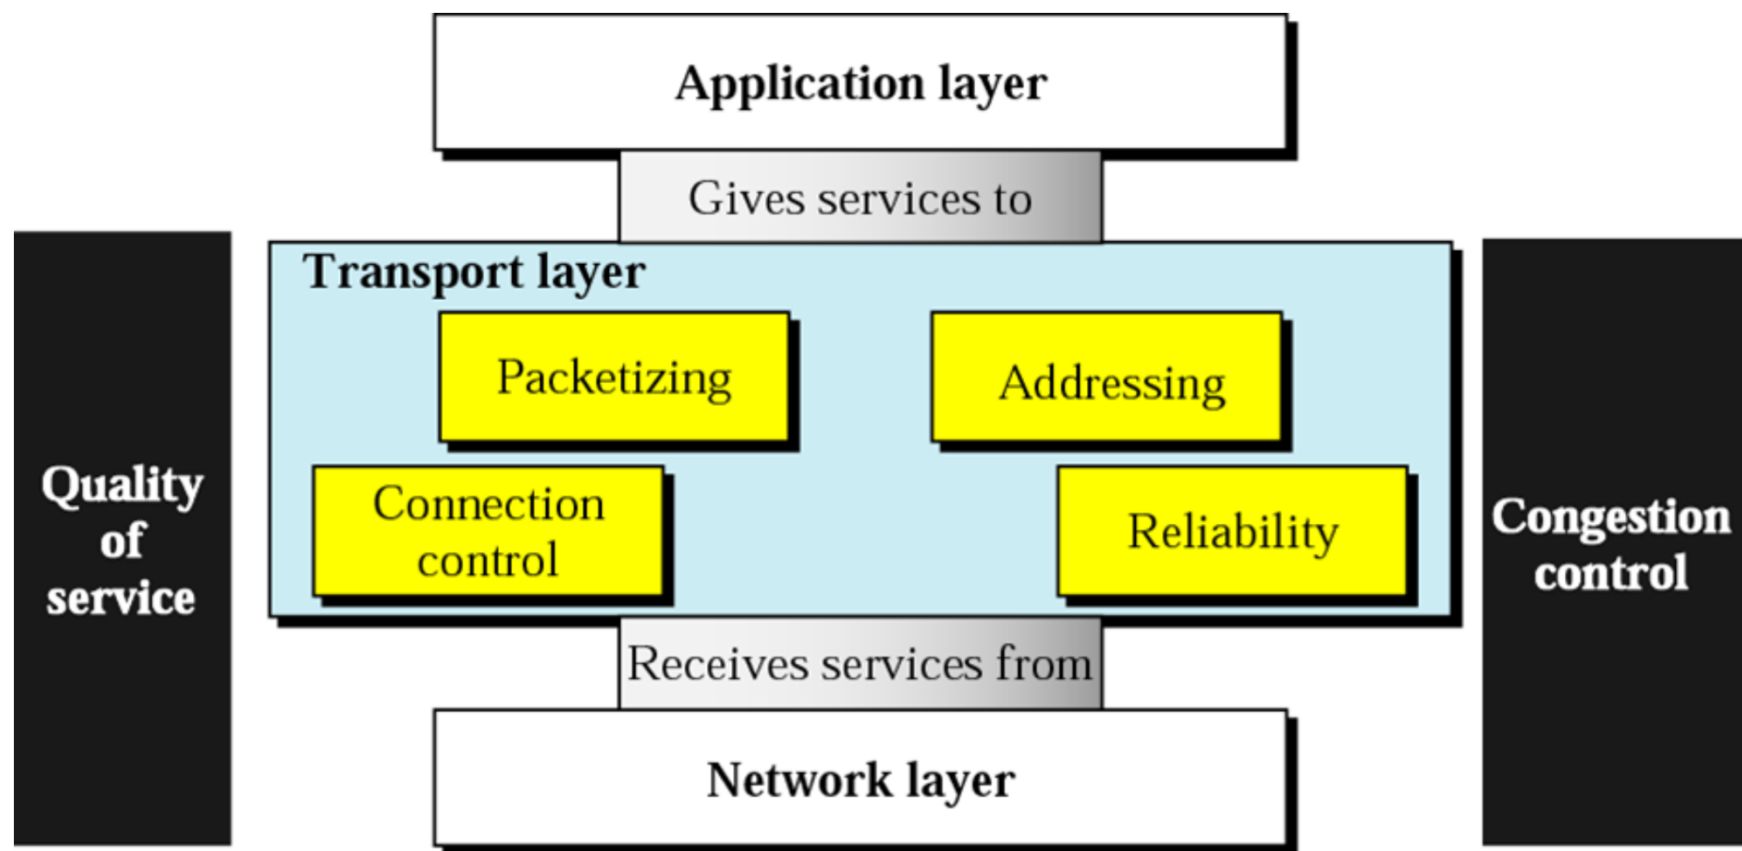 Application layer
Gives services to
Transport layer
Packetizing
Addressing
Connection
control
Reliability
Quality
of
service
Congestion
control
Receives services from
Network layer